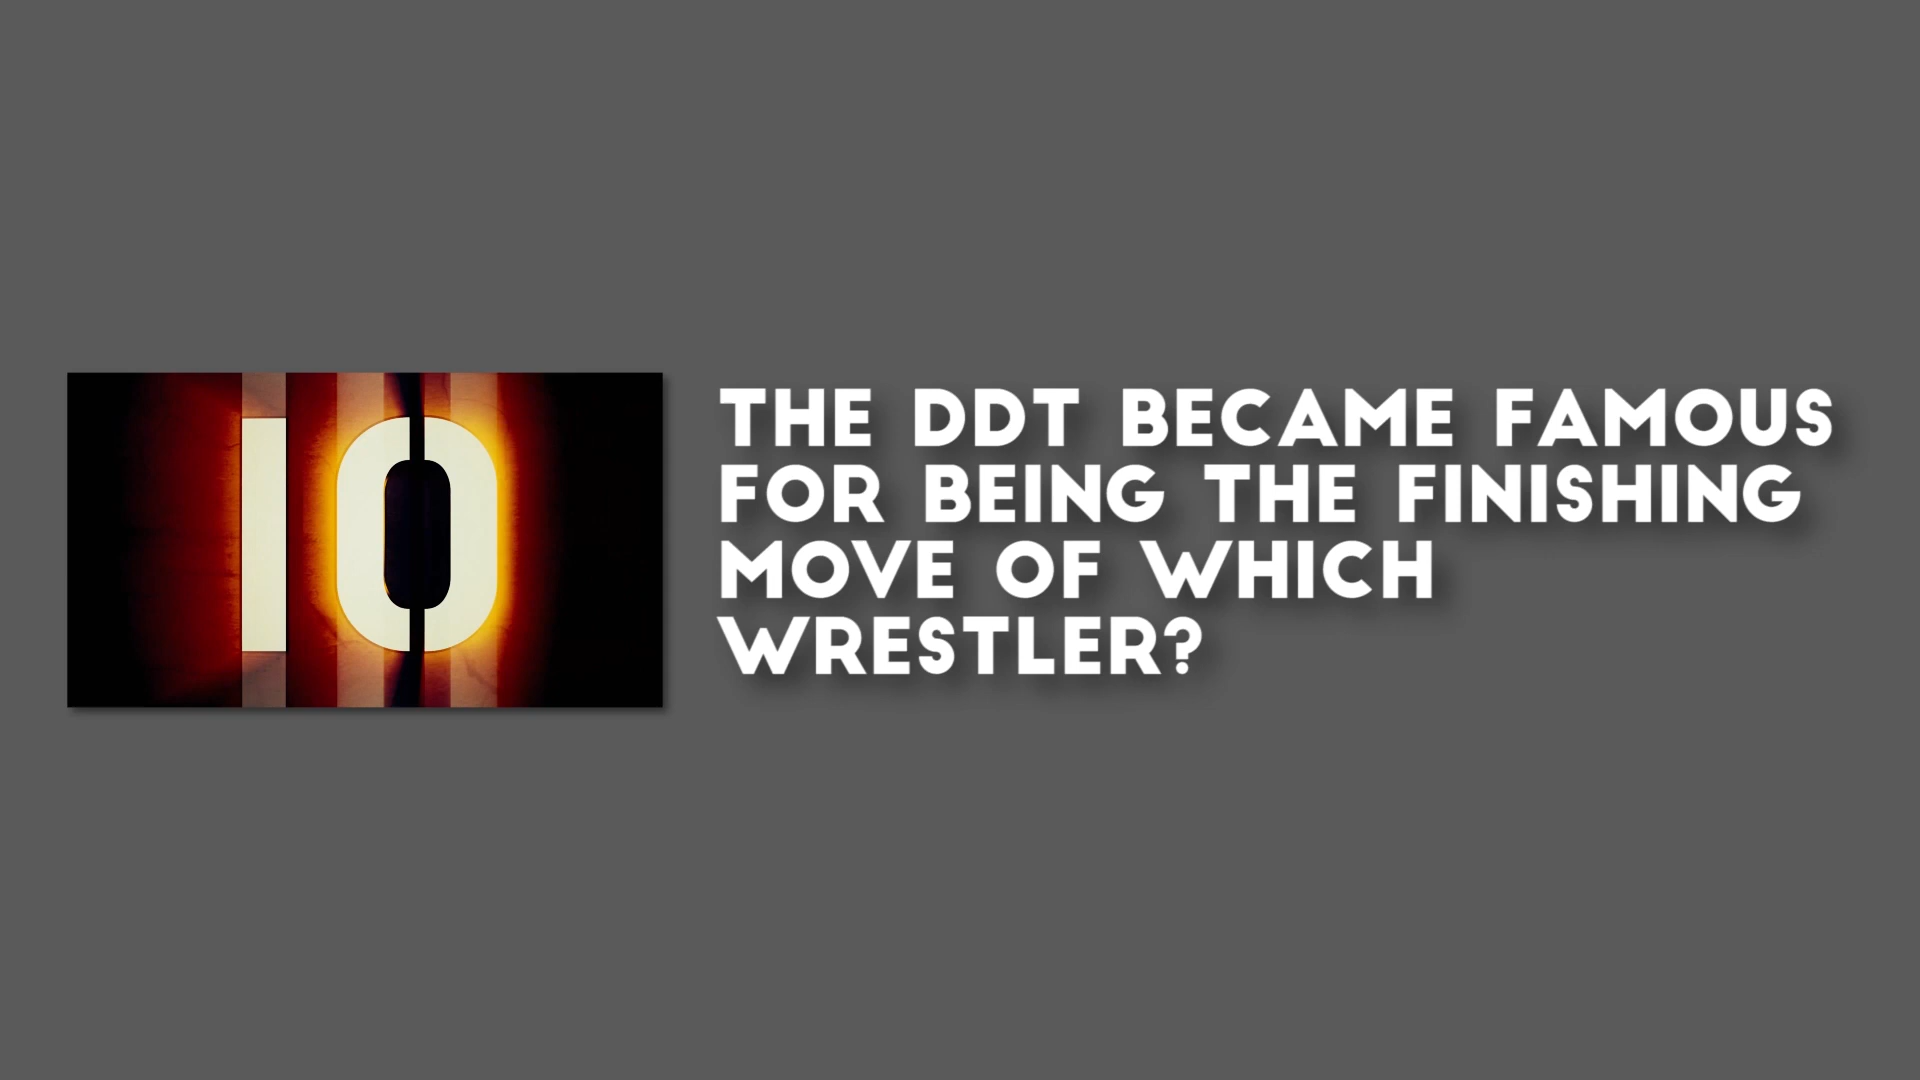 10
THE DDT BECAME FAMOUS
FOR BEING THE FINISHING
MOVE OF WHICH
WRESTLER?